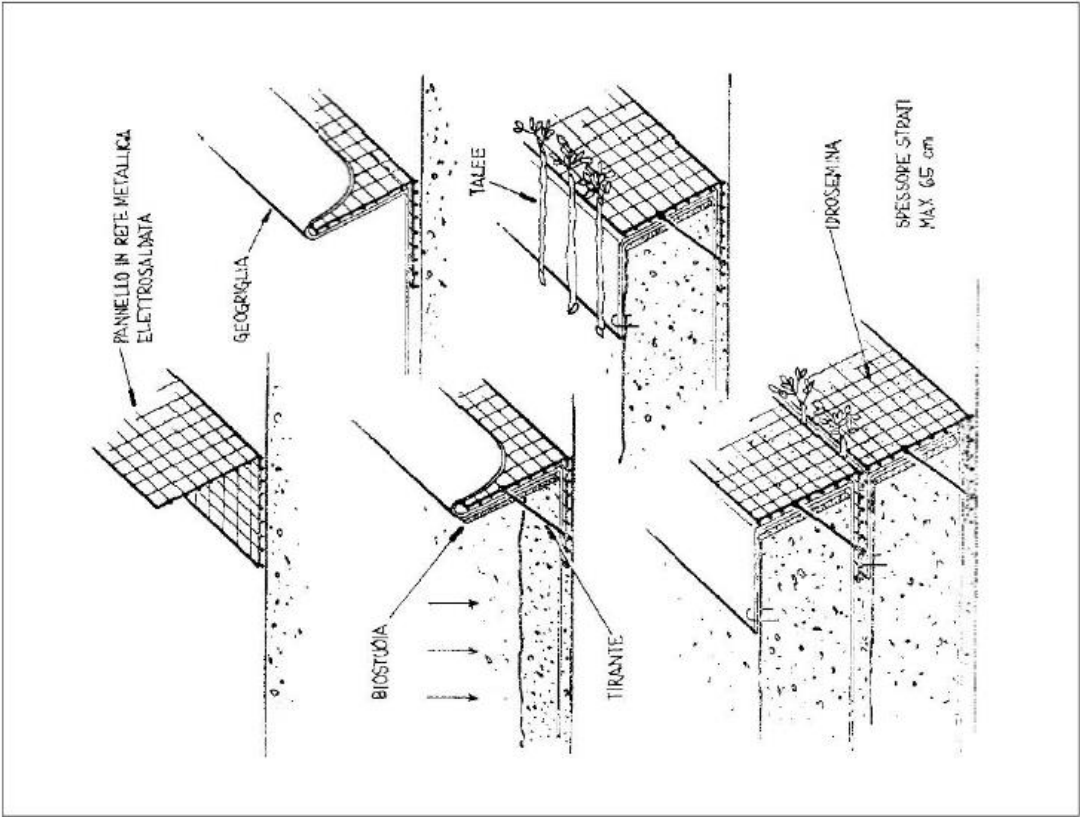 PANNELLO IN RETE METALLICA
ELETTROSALDATA
GEOGRIGLIA
BIOSTUOIA
TIRANTE
TALEE
IDROSEMINA
SPESSORE STRATI
MAX 65 cm